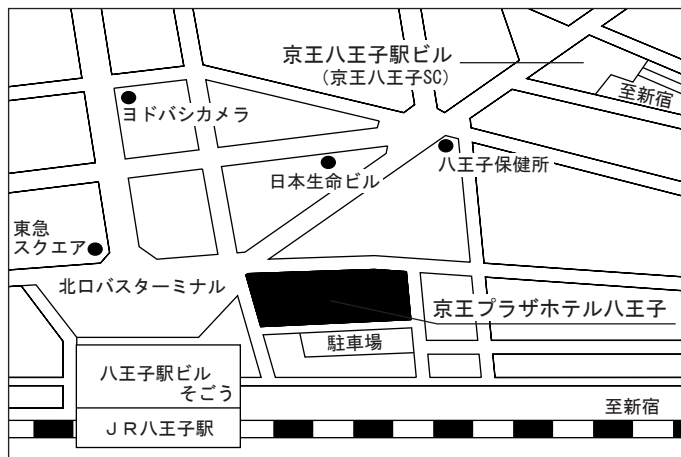 京王八王子駅ビル
(京王八王子SC)
至新宿
ヨドバシカメラ
日本生命ビル
八王子保健所
東急
スクエア
北口バスターミナル
京王プラザホテル八王子
駐車場
八王子駅ビル
そごう
至新宿
JR八王子駅